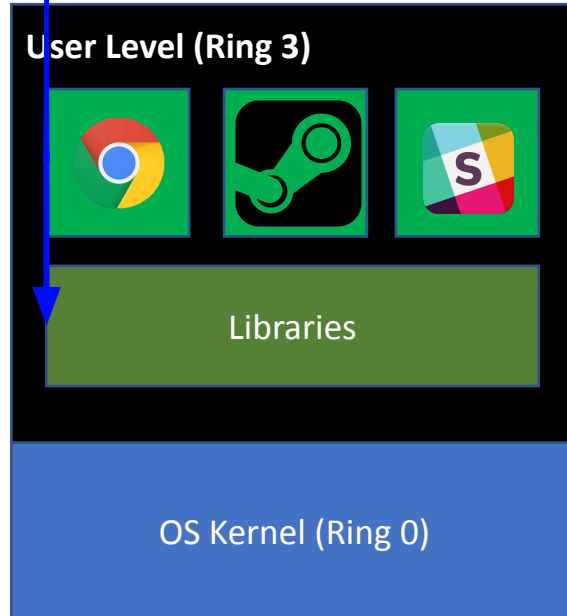 User Level (Ring 3)
S
Libraries
OS Kernel (Ring 0)